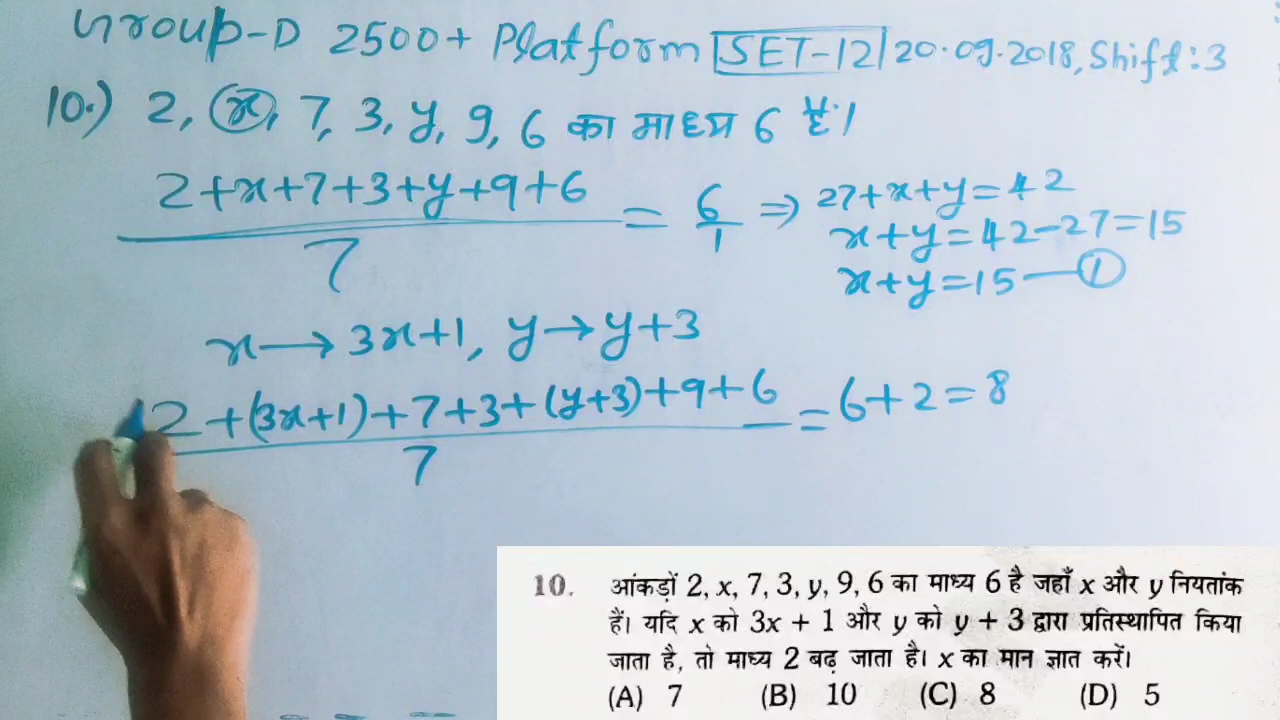 Group-D 2500+ Platform SET-12 20.09.2018, Shift:3
10.) 2, x, 7, 3, y, 9, 6 का माध्य 6 है।
2+x+7+3+y+9+6
7
= 6
1
⇒ 27+x+y=42
x+y=42-27=15
x+y=15 — 1
x → 3x+1, y → y+3
2+(3x+1)+7+3+(y+3)+9+6
7
= 6+2=8
10. आंकड़ों 2, x, 7, 3, y, 9, 6 का माध्य 6 है जहाँ x और y नियतांक
हैं। यदि x को 3x + 1 और y को y + 3 द्वारा प्रतिस्थापित किया
जाता है, तो माध्य 2 बढ़ जाता है। x का मान ज्ञात करें।
(A) 7 (B) 10 (C) 8 (D) 5